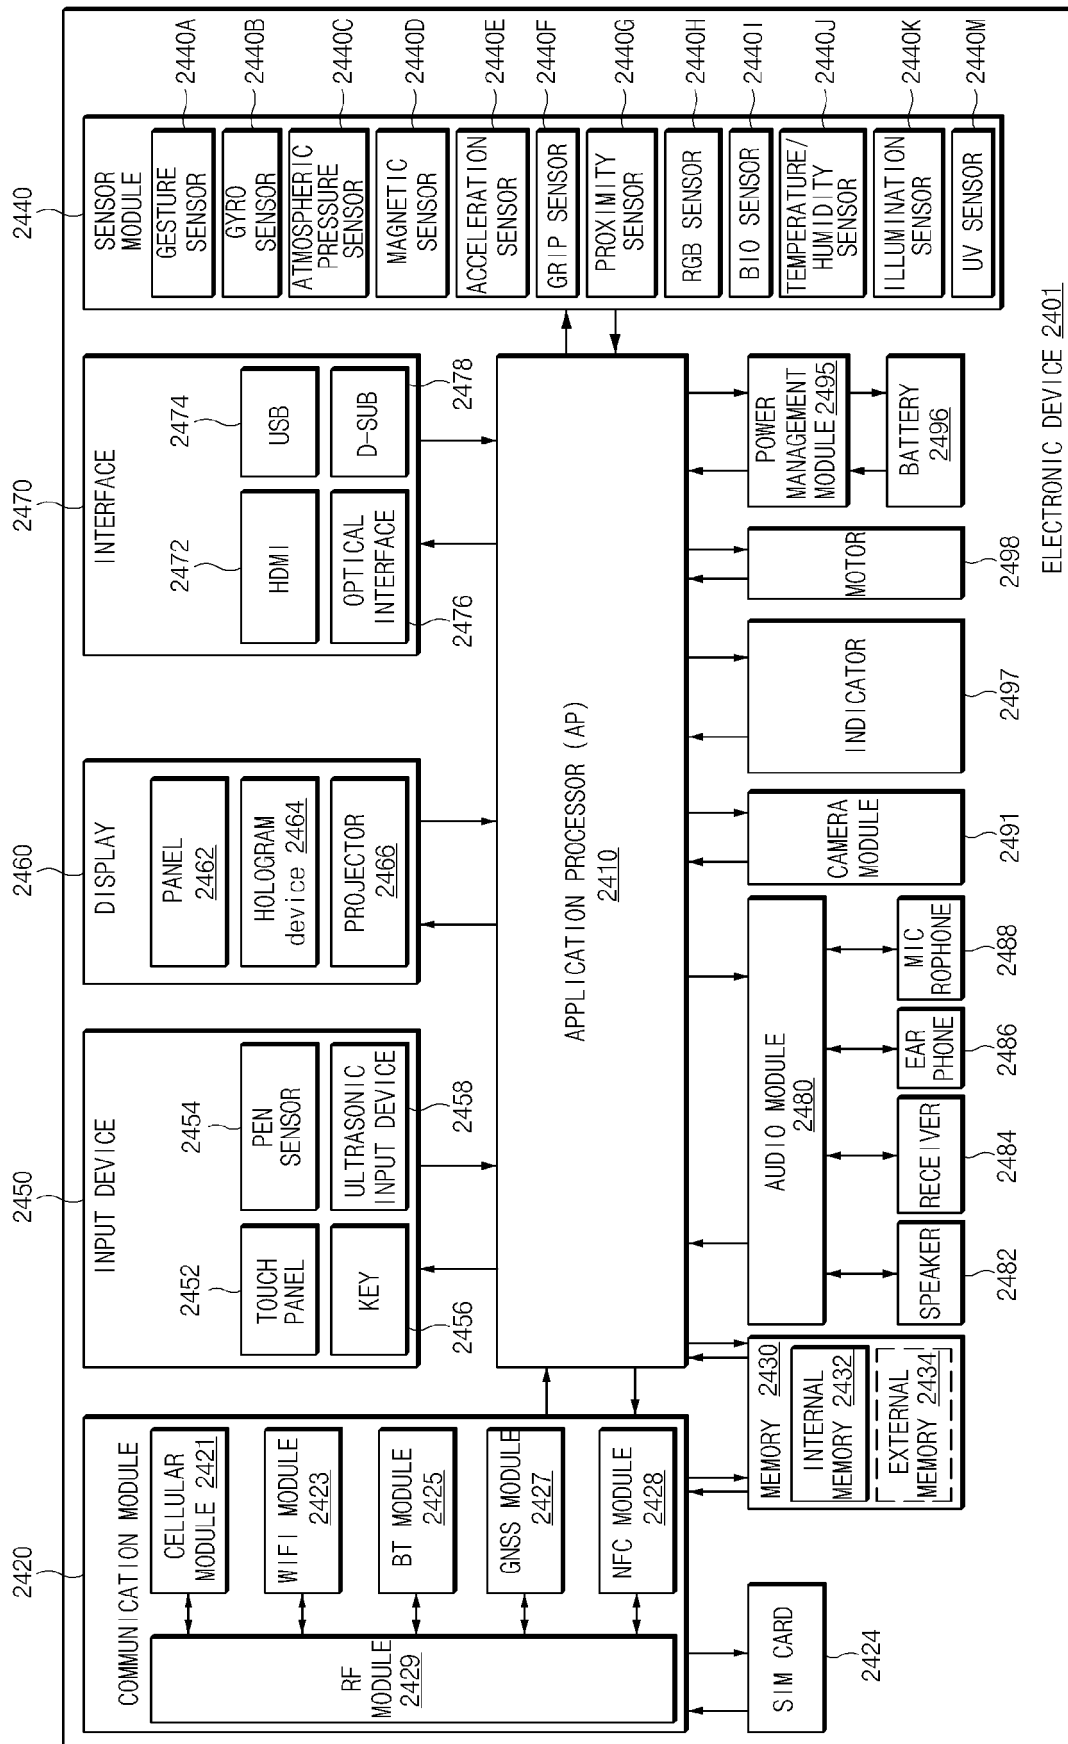 ELECTRONIC DEVICE 2401
2420
COMMUNICATION MODULE
CELLULAR
MODULE 2421
WIFI MODULE
2423
BT MODULE
2425
GNSS MODULE
2427
NFC MODULE
2428
RF
MODULE
2429
SIM CARD
2424
2450
INPUT DEVICE
2452
TOUCH
PANEL
2454
PEN
SENSOR
KEY
2456
ULTRASONIC
INPUT DEVICE
2458
2460
DISPLAY
PANEL
2462
HOLOGRAM
device 2464
PROJECTOR
2466
2470
INTERFACE
2472
HDMI
2474
USB
OPTICAL
INTERFACE
2476
D-SUB
2478
2440
SENSOR
MODULE
GESTURE
SENSOR
2440A
GYRO
SENSOR
2440B
ATMOSPHERIC
PRESSURE
SENSOR
2440C
MAGNETIC
SENSOR
2440D
ACCELERATION
SENSOR
2440E
GRIP SENSOR
2440F
PROXIMITY
SENSOR
2440G
RGB SENSOR
2440H
BIO SENSOR
2440I
TEMPERATURE/
HUMIDITY
SENSOR
2440J
ILLUMINATION
SENSOR
2440K
UV SENSOR
2440M
APPLICATION PROCESSOR (AP)
2410
MEMORY 2430
INTERNAL
MEMORY 2432
EXTERNAL
MEMORY 2434
AUDIO MODULE
2480
SPEAKER
2482
RECEIVER
2484
EAR
PHONE
2486
MIC
ROPHONE
2488
CAMERA
MODULE
2491
INDICATOR
2497
MOTOR
2498
POWER
MANAGEMENT
MODULE 2495
BATTERY
2496